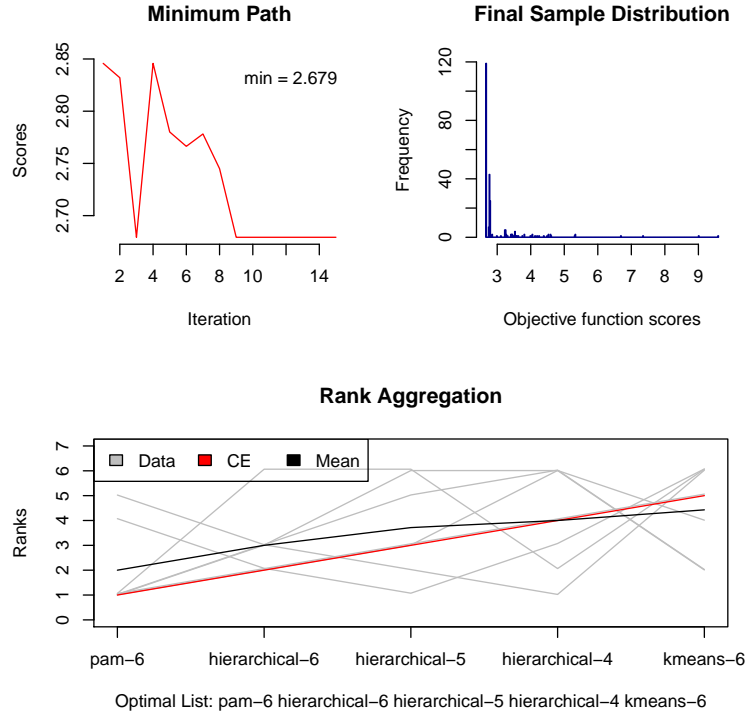 Minimum Path
Final Sample Distribution
Scores
2.70 2.75 2.80 2.85
min = 2.679
2 4 6 8 10 14
Iteration
Frequency
0 40 80 120
3 4 5 6 7 8 9
Objective function scores
Rank Aggregation
Ranks
0 1 2 3 4 5 6 7
Data CE Mean
pam−6 hierarchical−6 hierarchical−5 hierarchical−4 kmeans−6
Optimal List: pam−6 hierarchical−6 hierarchical−5 hierarchical−4 kmeans−6